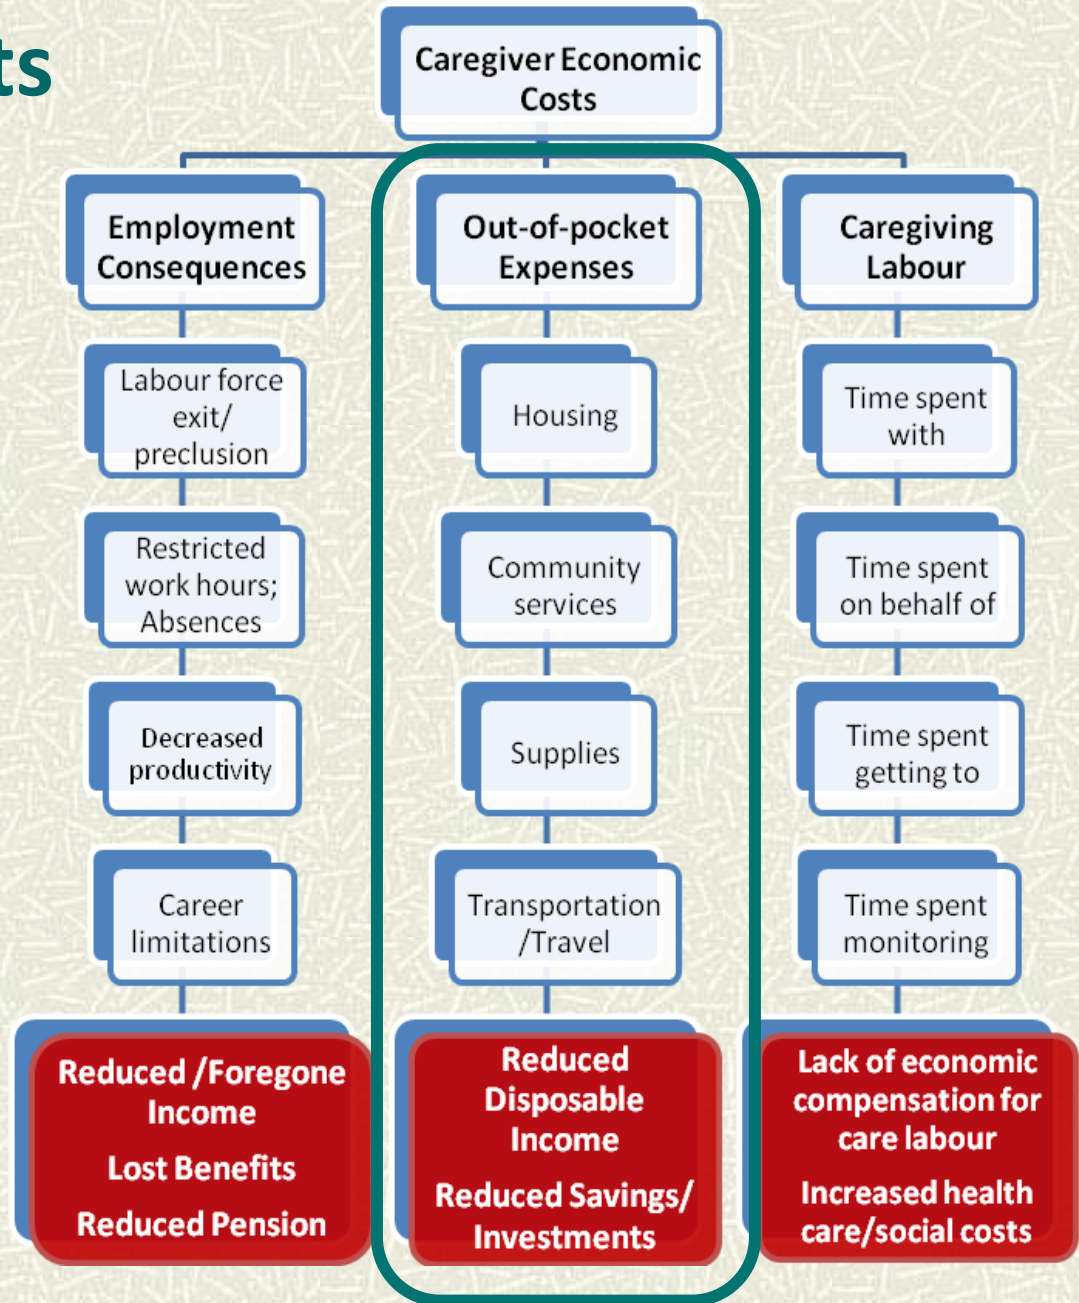 ts
Caregiver Economic
Costs
Employment
Consequences
Labour force
exit/
preclusion
Restricted
work hours;
Absences
Decreased
productivity
Career
limitations
Reduced /Foregone
Income
Lost Benefits
Reduced Pension
Out-of-pocket
Expenses
Housing
Community
services
Supplies
Transportation
/Travel
Reduced
Disposable
Income
Reduced Savings/
Investments
Caregiving
Labour
Time spent
with
Time spent
on behalf of
Time spent
getting to
Time spent
monitoring
Lack of economic
compensation for
care labour
Increased health
care/social costs